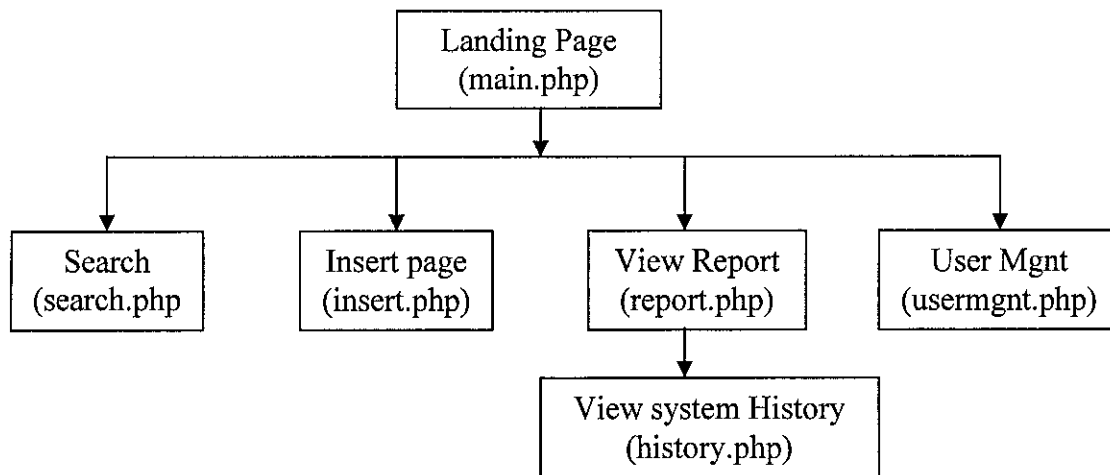 Landing Page
(main.php)
Search
(search.php
Insert page
(insert.php)
View Report
(report.php)
User Mgnt
(usermgnt.php)
View system History
(history.php)